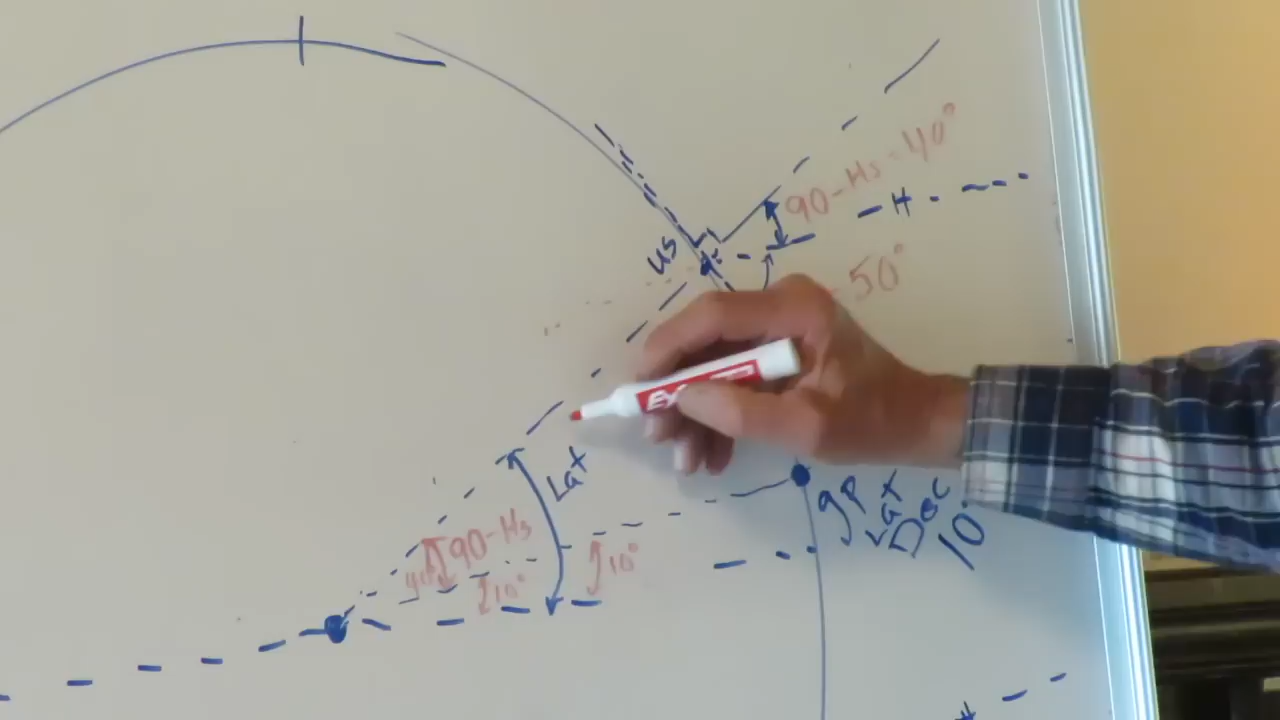 90-Hs = 40°
H
us
= 50°
Lat
gP
Lat
Dec
10°
90-Hs
40
10°
10°